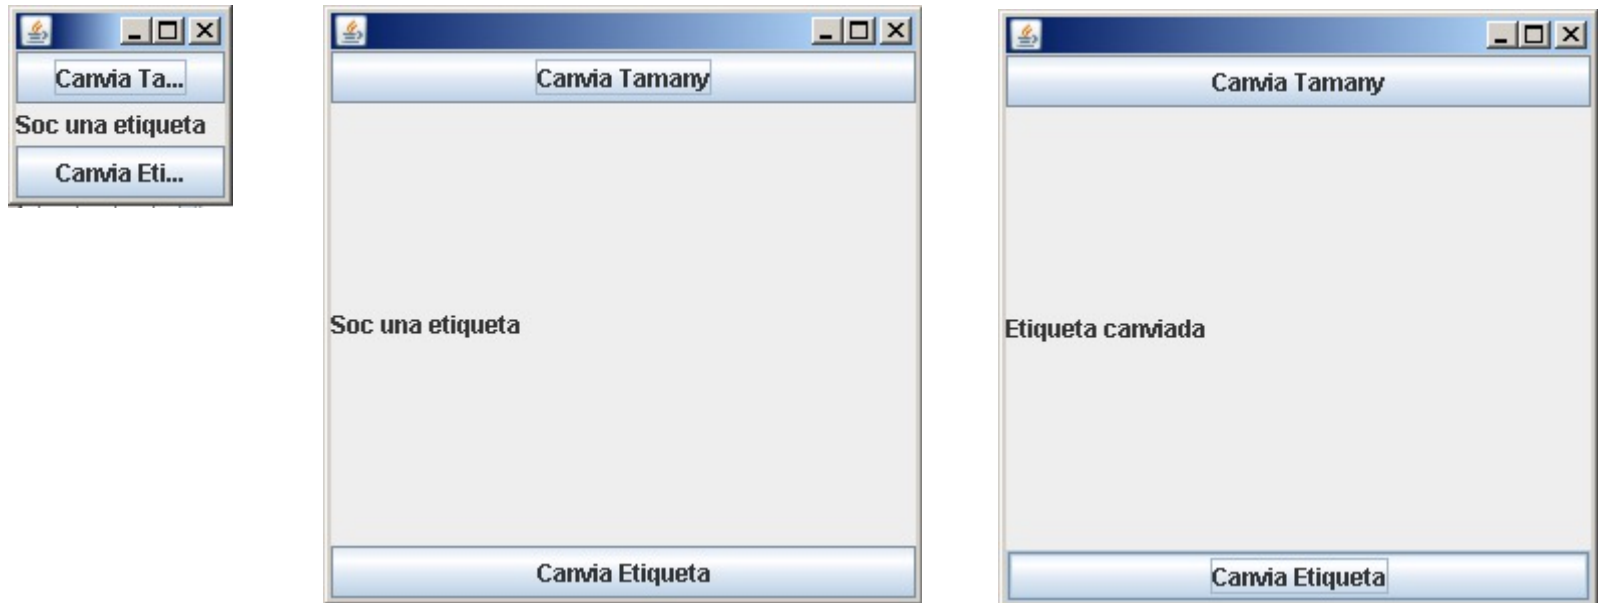 Canvia Ta...
Soc una etiqueta
Canvia Eti...
Canvia Tamany
Soc una etiqueta
Canvia Etiqueta
Canvia Tamany
Etiqueta canviada
Canvia Etiqueta